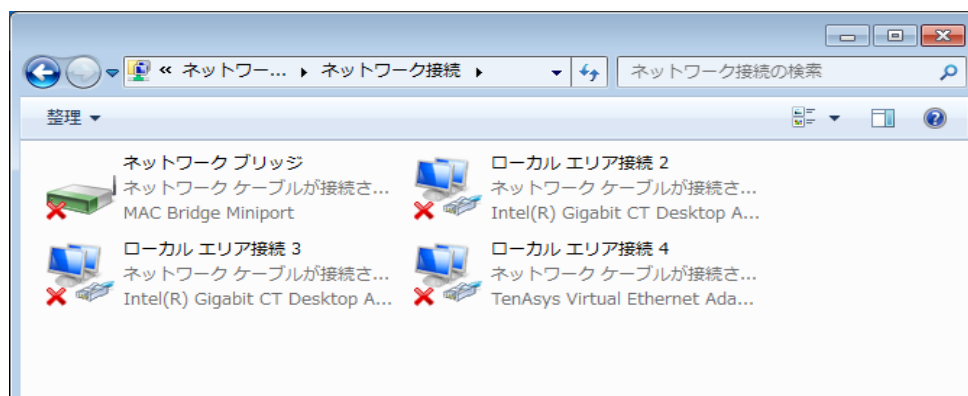 « ネットワー... ▸ ネットワーク接続 ▸
ネットワーク接続の検索
整理 ▼
ネットワーク ブリッジ
ネットワーク ケーブルが接続さ...
MAC Bridge Miniport
ローカル エリア接続 2
ネットワーク ケーブルが接続さ...
Intel(R) Gigabit CT Desktop A...
ローカル エリア接続 3
ネットワーク ケーブルが接続さ...
Intel(R) Gigabit CT Desktop A...
ローカル エリア接続 4
ネットワーク ケーブルが接続さ...
TenAsys Virtual Ethernet Ada...